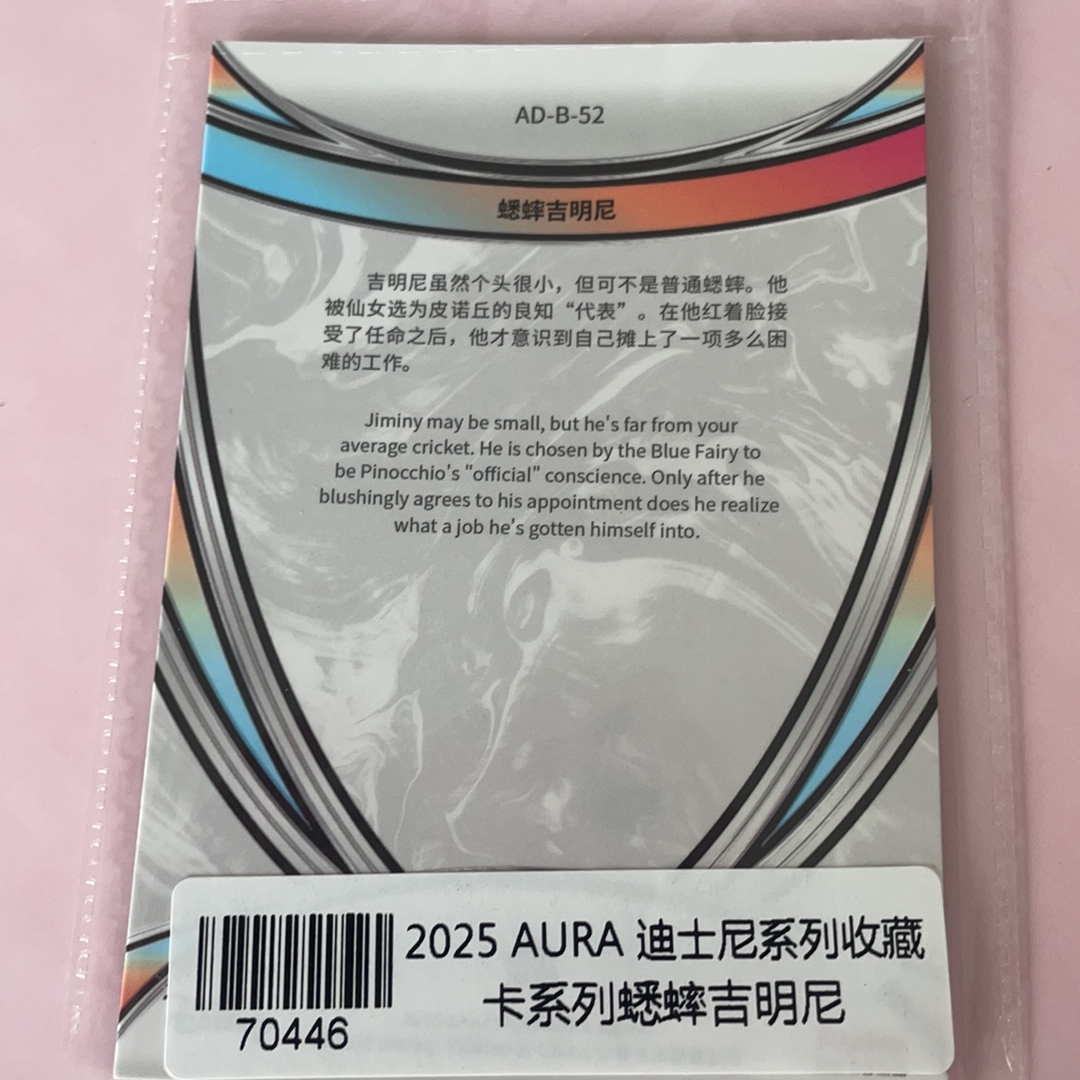 AD-B-52
蟋蟀吉明尼
吉明尼虽然个头很小，但可不是普通蟋蟀。他
被仙女选为皮诺丘的良知“代表”。在他红着脸接
受了任命之后，他才意识到自己摊上了一项多么困
难的工作。
Jiminy may be small, but he's far from your
average cricket. He is chosen by the Blue Fairy to
be Pinocchio's "official" conscience. Only after he
blushingly agrees to his appointment does he realize
what a job he's gotten himself into.
2025 AURA 迪士尼系列收藏
卡系列蟋蟀吉明尼
70446